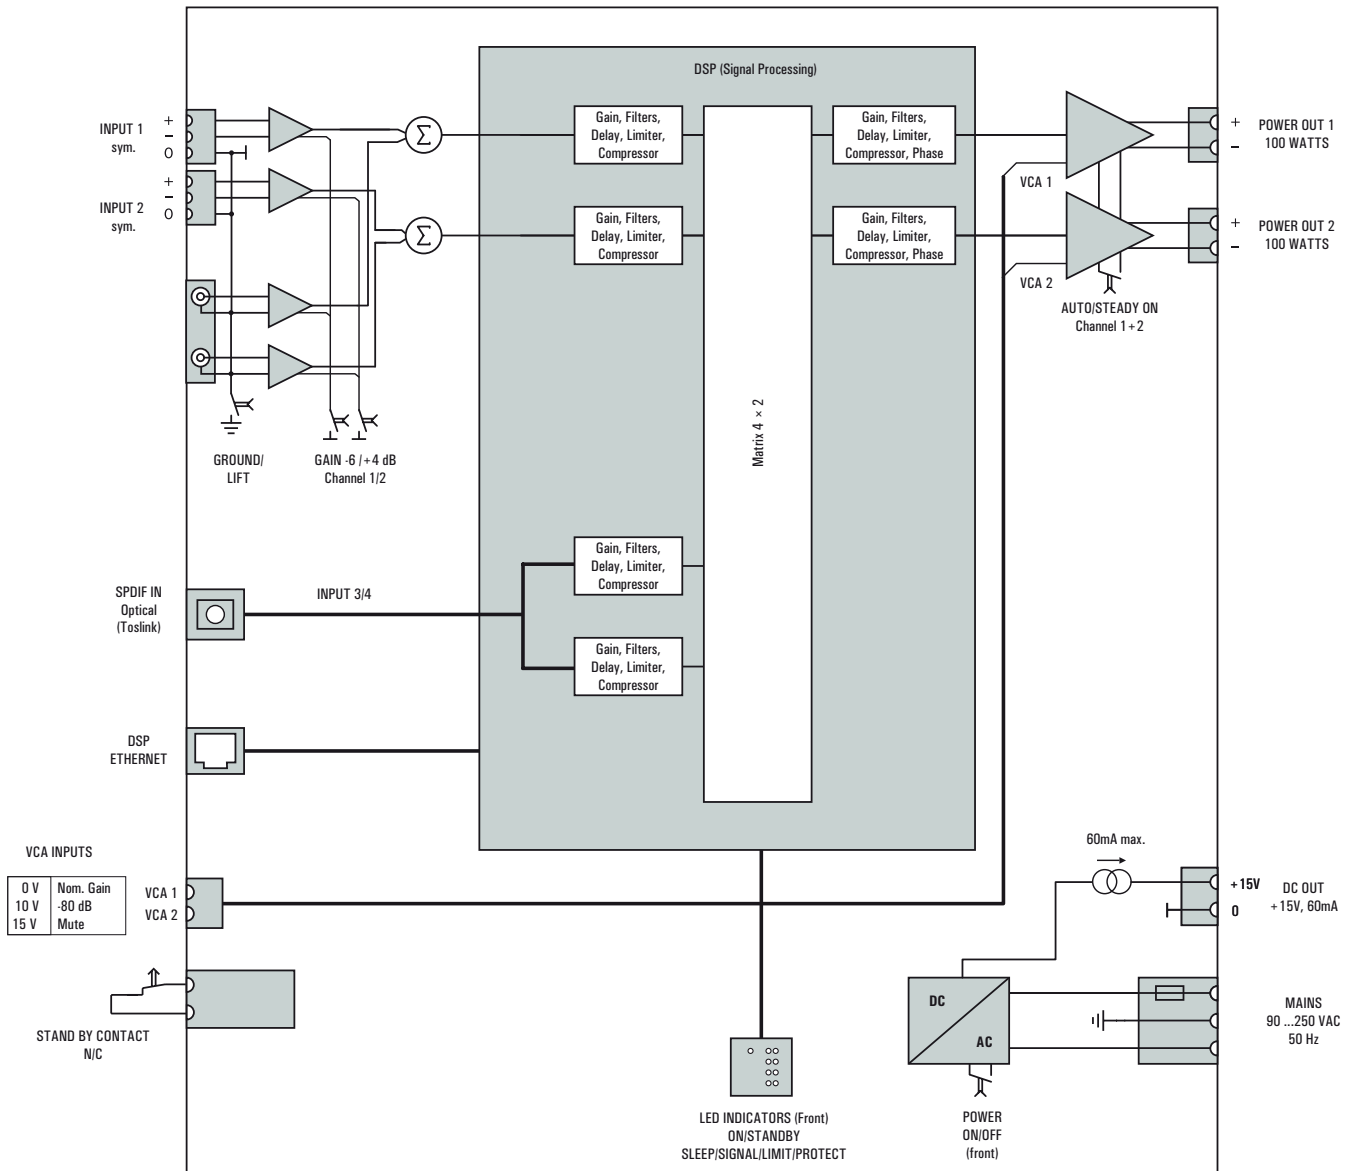 DSP (Signal Processing)
INPUT 1
sym.
+
–
0
INPUT 2
sym.
+
–
0
Σ
Σ
Gain, Filters,
Delay, Limiter,
Compressor
Gain, Filters,
Delay, Limiter,
Compressor, Phase
Gain, Filters,
Delay, Limiter,
Compressor
Gain, Filters,
Delay, Limiter,
Compressor, Phase
VCA 1
VCA 2
+
–
POWER OUT 1
100 WATTS
+
–
POWER OUT 2
100 WATTS
AUTO/STEADY ON
Channel 1+2
Matrix 4 × 2
GROUND/
LIFT
GAIN -6 /+4 dB
Channel 1/2
SPDIF IN
Optical
(Toslink)
INPUT 3/4
Gain, Filters,
Delay, Limiter,
Compressor
Gain, Filters,
Delay, Limiter,
Compressor
DSP
ETHERNET
VCA INPUTS
0 V Nom. Gain
10 V -80 dB
15 V Mute
VCA 1
VCA 2
STAND BY CONTACT
N/C
60mA max.
+15V
0
DC OUT
+15V, 60mA
DC
AC
MAINS
90 ...250 VAC
50 Hz
LED INDICATORS (Front)
ON/STANDBY
SLEEP/SIGNAL/LIMIT/PROTECT
POWER
ON/OFF
(front)